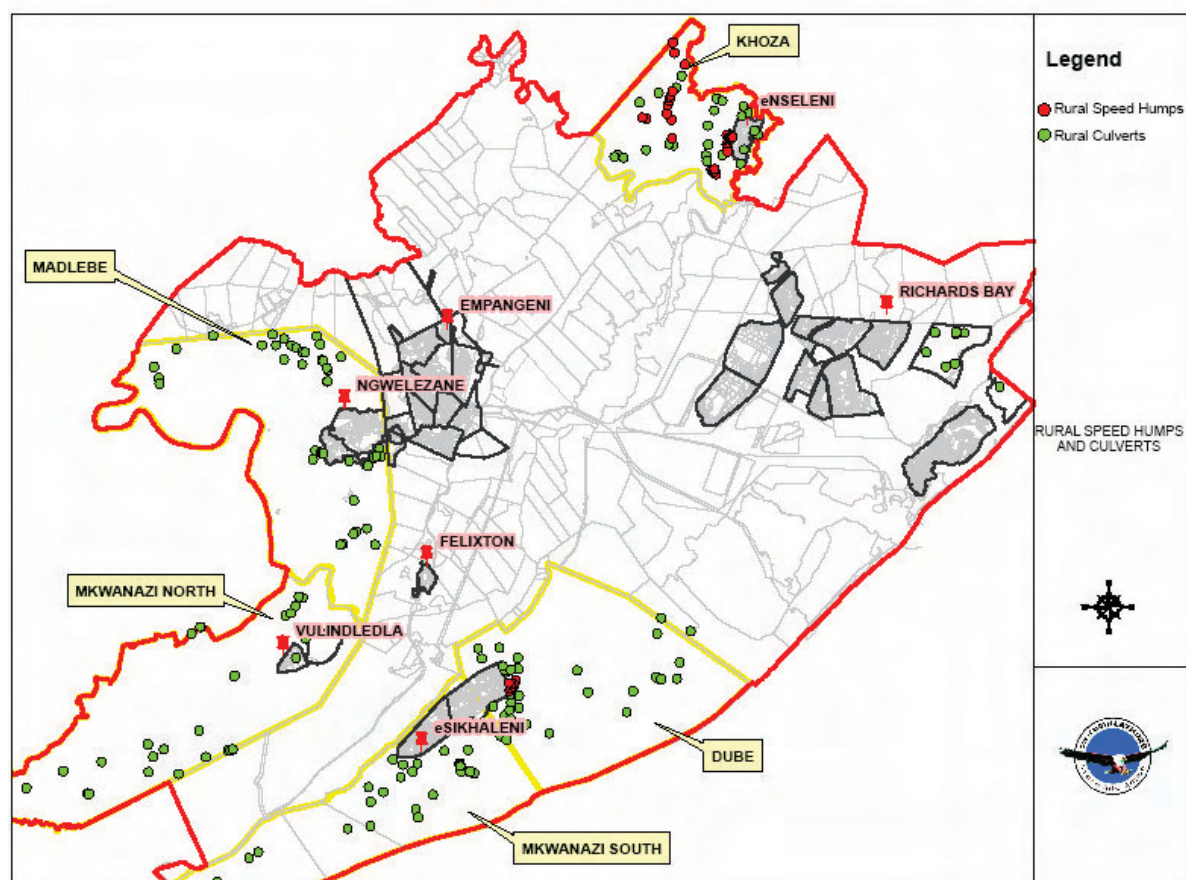 KHOZA
Legend
eNSELENI
Rural Speed Humps
Rural Culverts
MADLEBE
RICHARDS BAY
EMPANGENI
NGWELEZANE
RURAL SPEED HUMPS
AND CULVERTS
FELIXTON
MKWANAZI NORTH
VULINDLEDLA
eSIKHALENI
DUBE
MKWANAZI SOUTH